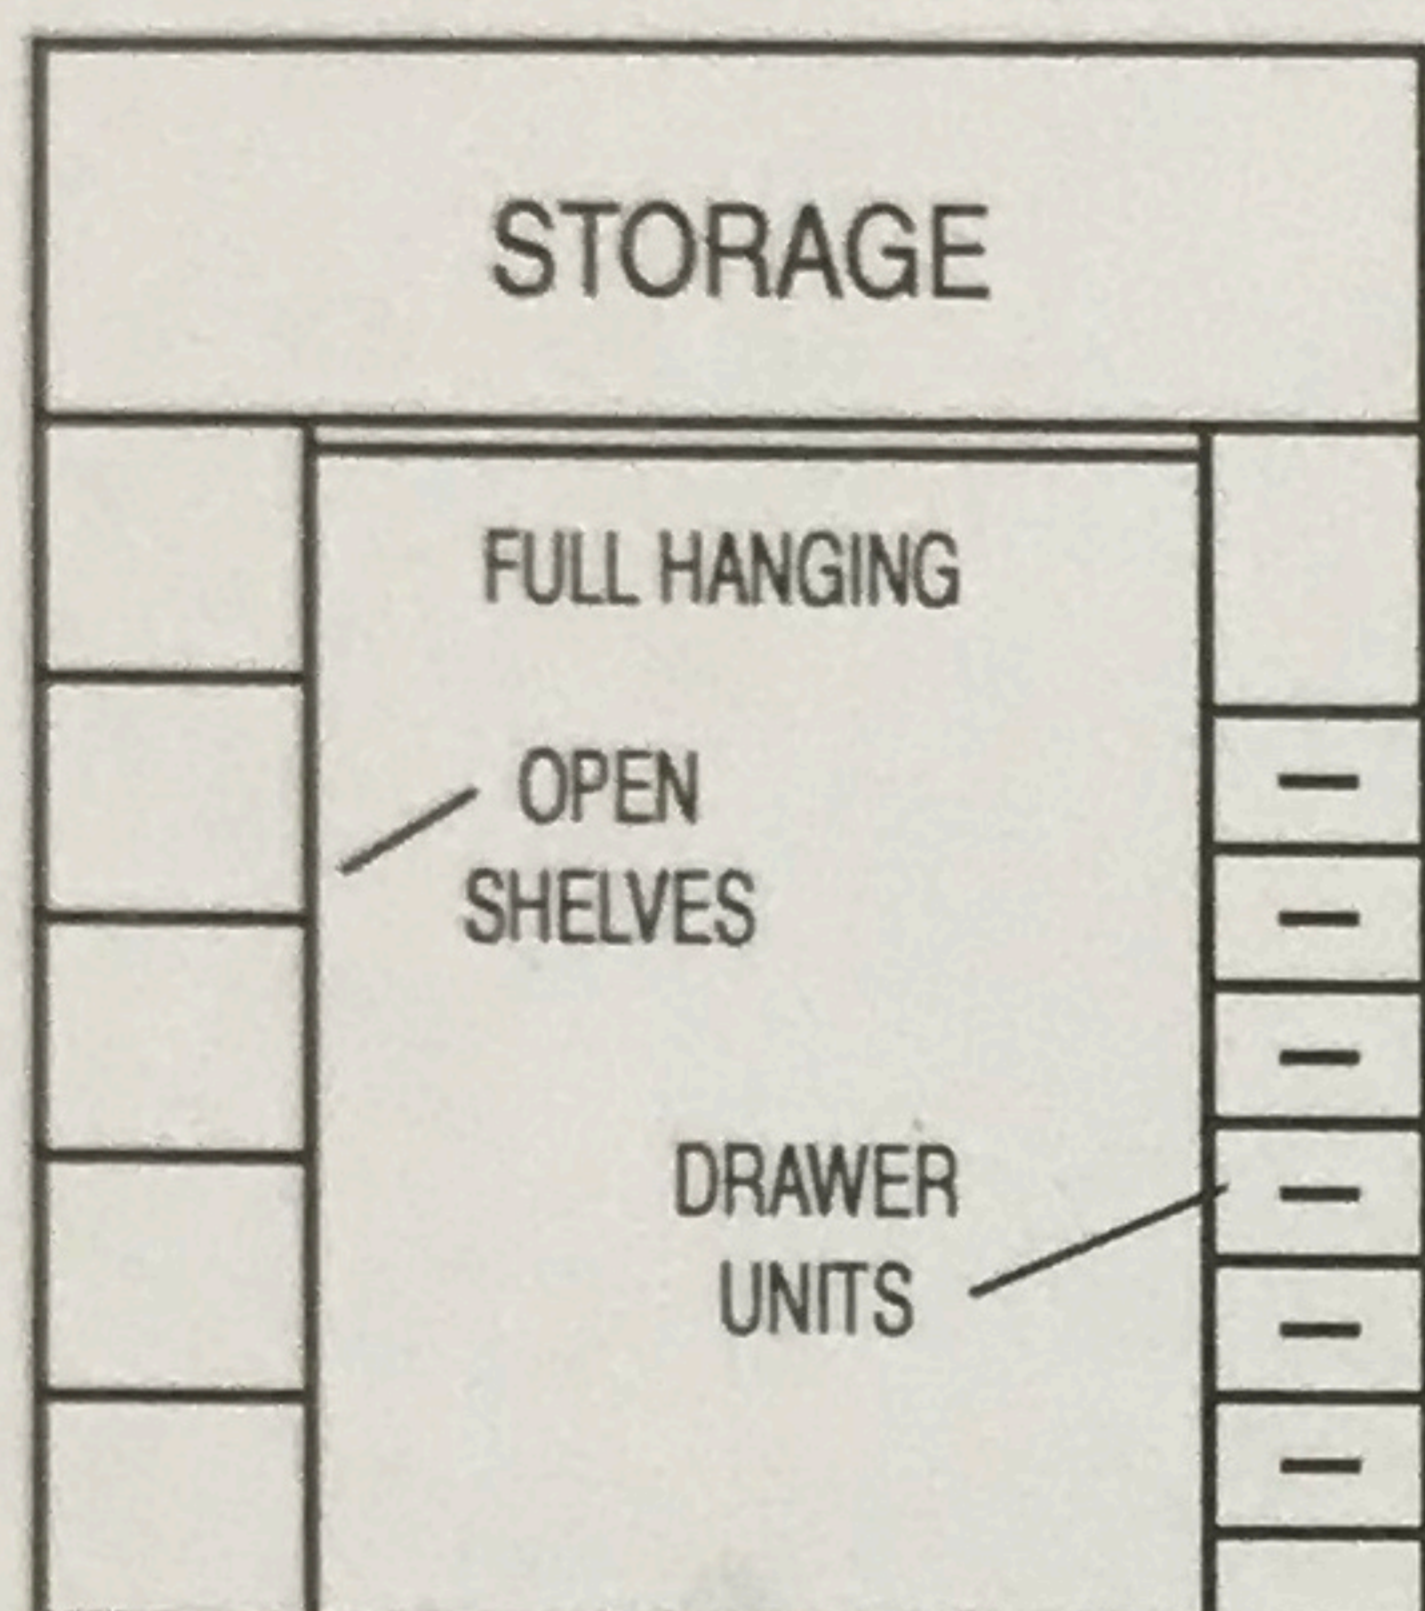 STORAGE
FULL HANGING
OPEN
SHELVES
DRAWER
UNITS